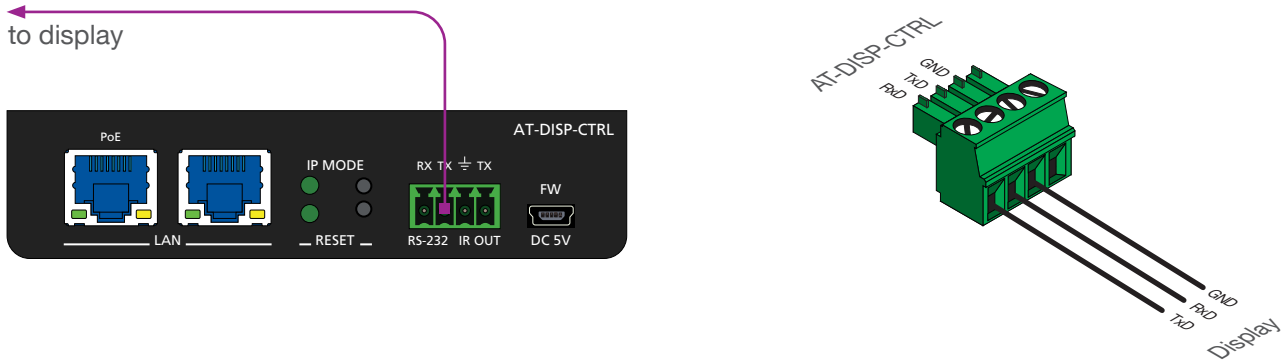 to display
AT-DISP-CTRL
PoE
IP MODE
RX TX ⏚ TX
FW
LAN
RESET
RS-232 IR OUT
DC 5V
AT-DISP-CTRL
GND
TxD
RxD
GND
RxD
TxD
Display